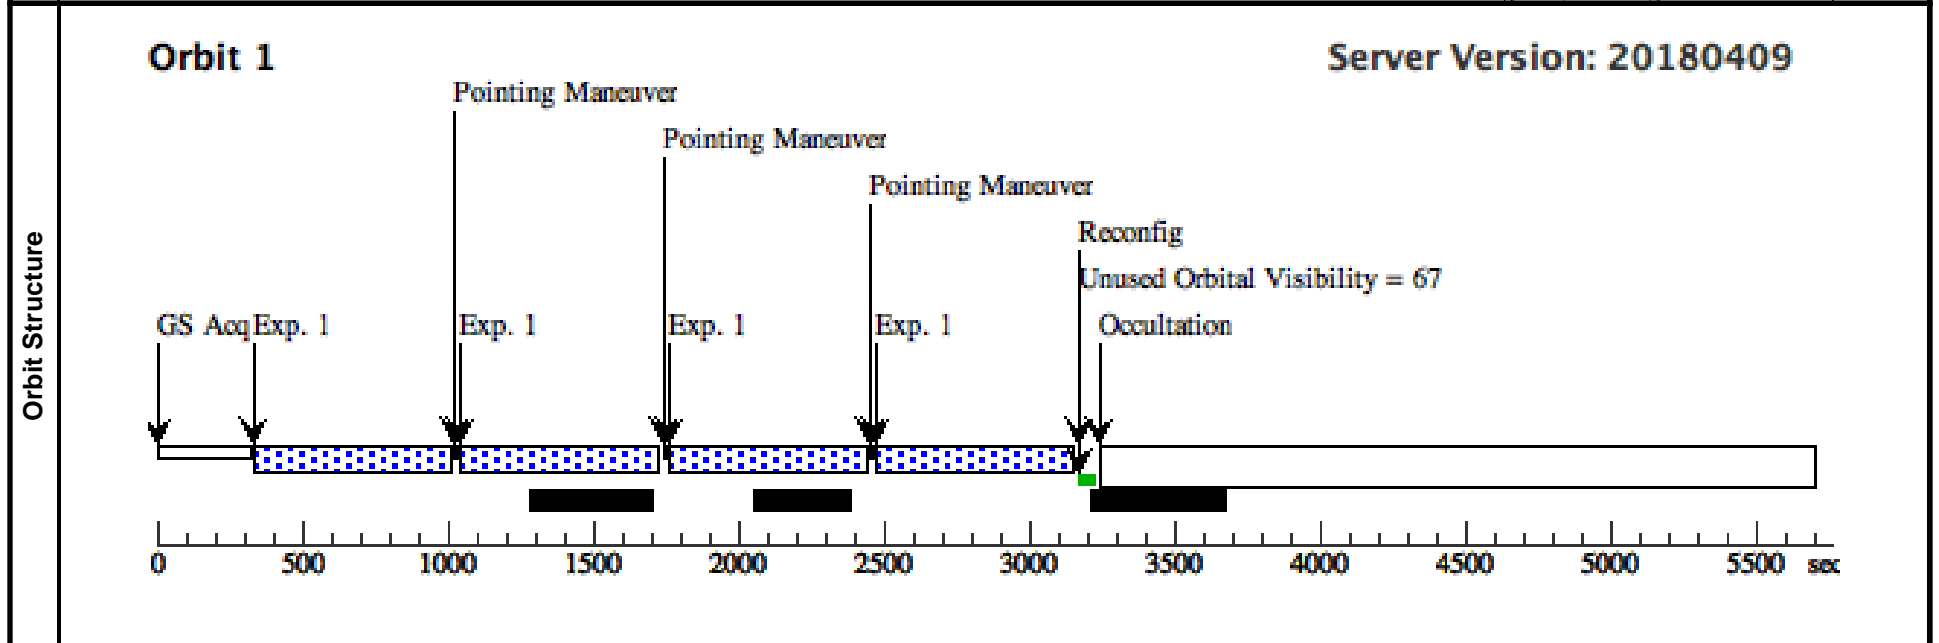 Orbit 1 Server Version: 20180409
Pointing Maneuver
Pointing Maneuver
Pointing Maneuver
Reconfig
Unused Orbital Visibility = 67
GS Acq Exp. 1 Exp. 1 Exp. 1 Exp. 1 Occultation
Orbit Structure
0 500 1000 1500 2000 2500 3000 3500 4000 4500 5000 5500 sec